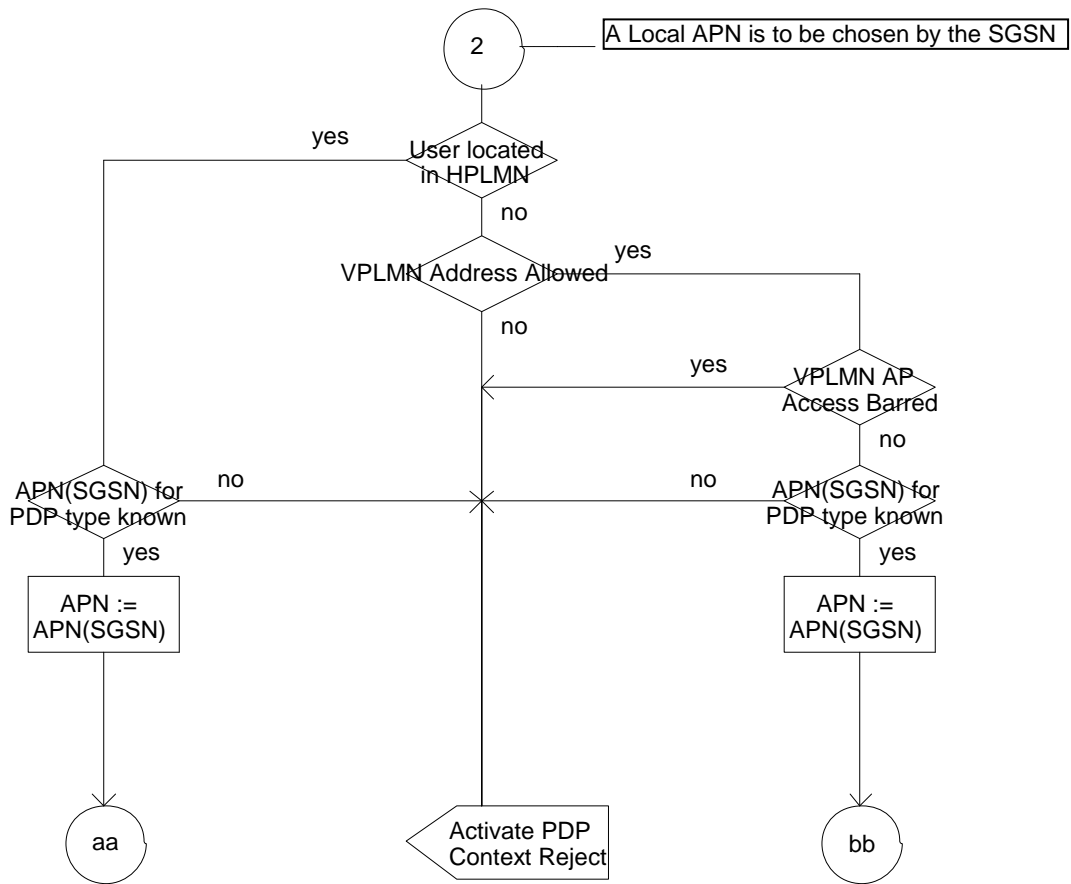 2
A Local APN is to be chosen by the SGSN
yes
User located
in HPLMN
no
VPLMN Address Allowed
yes
no
yes
VPLMN AP
Access Barred
no
APN(SGSN) for
PDP type known
no
no
APN(SGSN) for
PDP type known
yes
yes
APN :=
APN(SGSN)
APN :=
APN(SGSN)
aa
Activate PDP
Context Reject
bb